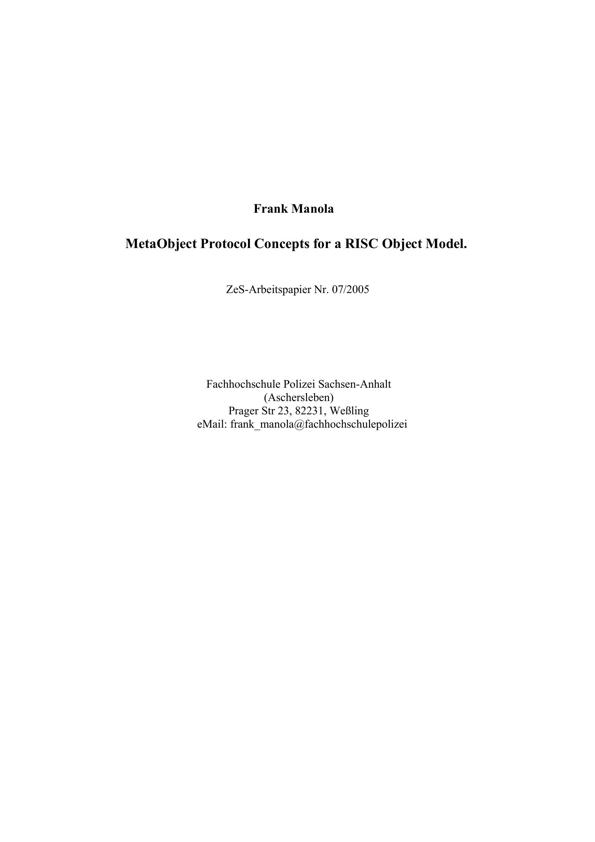 Frank Manola
MetaObject Protocol Concepts for a RISC Object Model.
ZeS-Arbeitspapier Nr. 07/2005
Fachhochschule Polizei Sachsen-Anhalt
(Aschersleben)
Prager Str 23, 82231, Weßling
eMail: frank_manola@fachhochschulepolizei